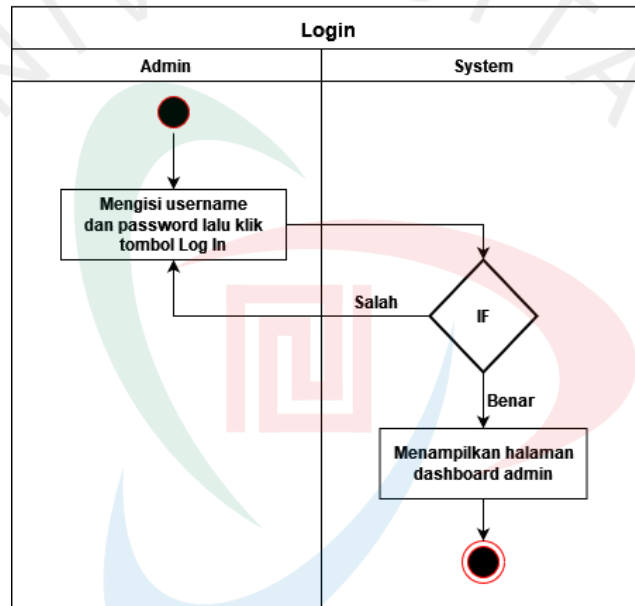 Login
Admin
System
Mengisi username
dan password lalu klik
tombol Log In
Salah
IF
Benar
Menampilkan halaman
dashboard admin